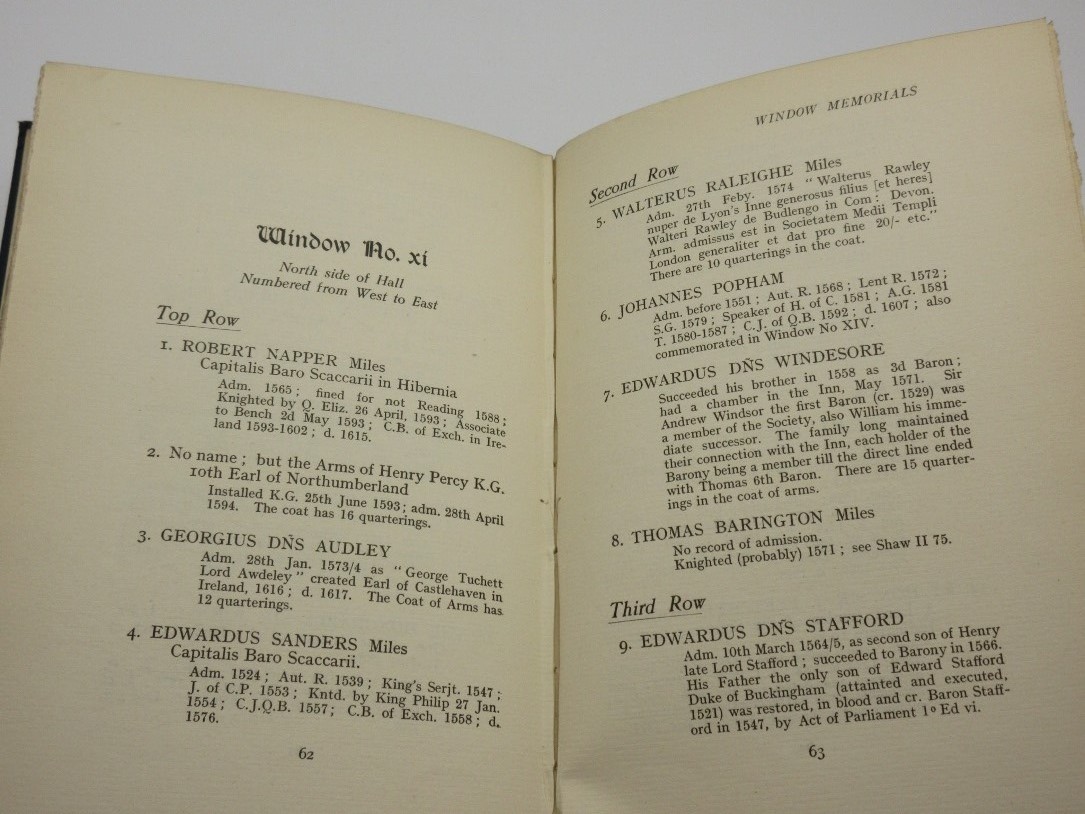 Window No. xi
North side of Hall
Numbered from West to East
Top Row
1. ROBERT NAPPER Miles
Capitalis Baro Scaccarii in Hibernia
Adm. 1565; fined for not Reading 1588;
Knighted by Q. Eliz. 26 April, 1593; Associate
to Bench 2d May 1593; C.B. of Exch. in Ire-
land 1593-1602; d. 1615.
2. No name; but the Arms of Henry Percy K.G.
10th Earl of Northumberland
Installed K.G. 25th June 1593; adm. 28th April
1594. The coat has 16 quarterings.
3. GEORGIUS DÑS AUDLEY
Adm. 28th Jan. 1573/4 as "George Tuchett
Lord Awdeley" created Earl of Castlehaven in
Ireland, 1616; d. 1617. The Coat of Arms has
12 quarterings.
4. EDWARDUS SANDERS Miles
Capitalis Baro Scaccarii.
Adm. 1524; Aut. R. 1539; King's Serjt. 1547;
J. of C.P. 1553; Kntd. by King Philip 27 Jan.
1554; C.J.Q.B. 1557; C.B. of Exch. 1558; d.
1576.
62
WINDOW MEMORIALS
Second Row
5. WALTERUS RALEIGHE Miles
Adm. 27th Feby. 1574 "Walterus Rawley
nuper de Lyon's Inne generosus filius [et heres]
Walteri Rawley de Budlengo in Com: Devon.
Arm. admissus est in Societatem Medii Templi
London generaliter et dat pro fine 20/- etc."
There are 10 quarterings in the coat.
6. JOHANNES POPHAM
Adm. before 1551; Aut. R. 1568; Lent R. 1572;
S.G. 1579; Speaker of H. of C. 1581; A.G. 1581
T. 1580-1587; C.J. of Q.B. 1592; d. 1607; also
commemorated in Window No XIV.
7. EDWARDUS DÑS WINDESORE
Succeeded his brother in 1558 as 3d Baron;
had a chamber in the Inn, May 1571. Sir
Andrew Windsor the first Baron (cr. 1529) was
a member of the Society, also William his imme-
diate successor. The family long maintained
their connection with the Inn, each holder of the
Barony being a member till the direct line ended
with Thomas 6th Baron. There are 15 quarter-
ings in the coat of arms.
8. THOMAS BARINGTON Miles
No record of admission.
Knighted (probably) 1571; see Shaw II 75.
Third Row
9. EDWARDUS DÑS STAFFORD
Adm. 10th March 1564/5, as second son of Henry
late Lord Stafford; succeeded to Barony in 1566.
His Father the only son of Edward Stafford
Duke of Buckingham (attainted and executed,
1521) was restored, in blood and cr. Baron Staff-
ord in 1547, by Act of Parliament 1º Ed vi.
63